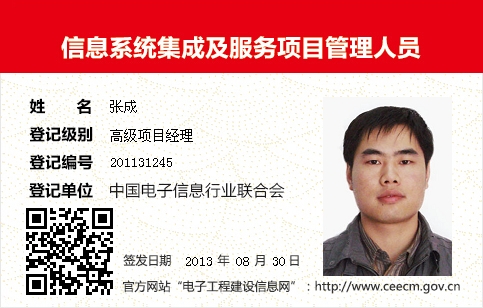 信息系统集成及服务项目管理人员
姓 名 张成
登记级别 高级项目经理
登记编号 201131245
登记单位 中国电子信息行业联合会
签发日期 2013 年 08 月 30 日
官方网站“电子工程建设信息网”：http://www.ceecm.gov.cn